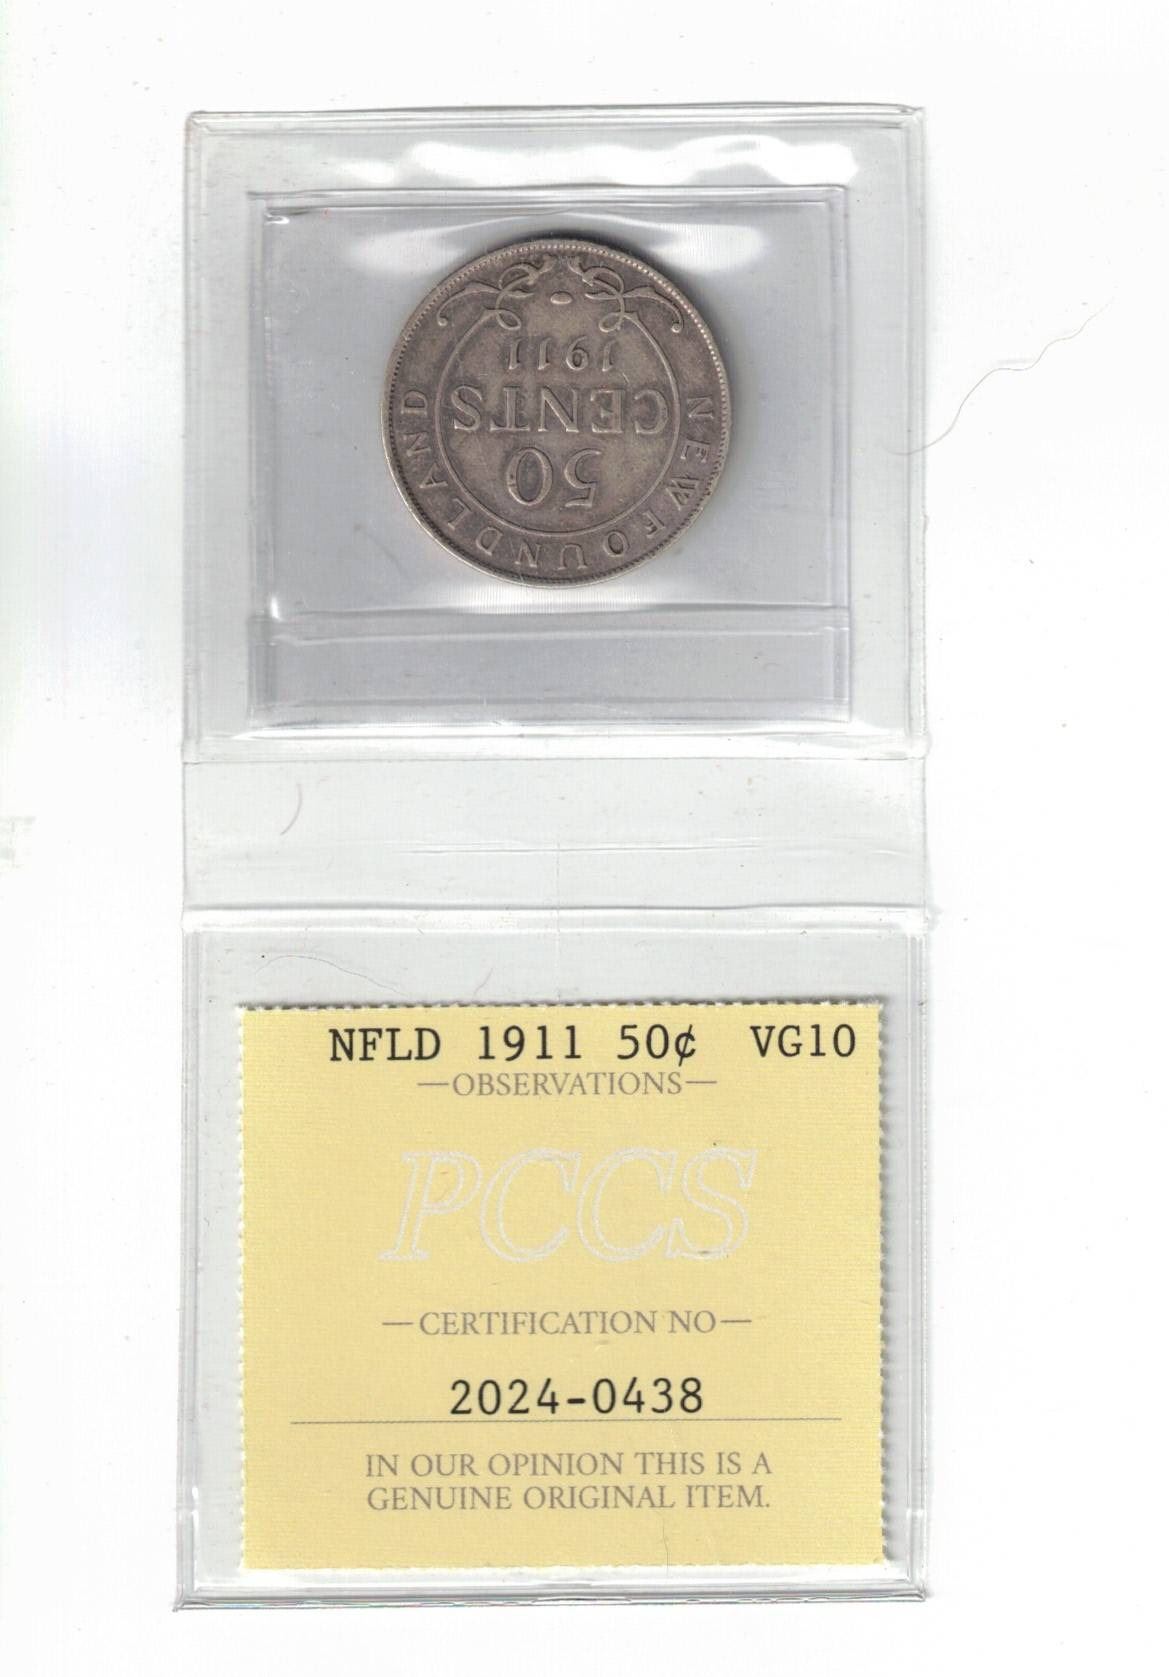 NEWFOUNDLAND
50
CENTS
1911
NFLD 1911 50¢ VG10
—OBSERVATIONS—
PCCS
—CERTIFICATION NO—
2024-0438
IN OUR OPINION THIS IS A
GENUINE ORIGINAL ITEM.